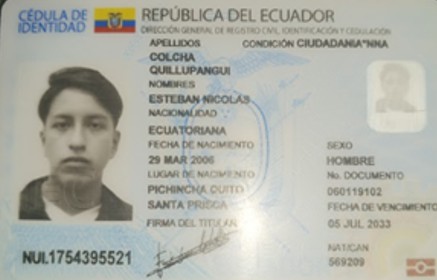 CÉDULA DE IDENTIDAD
REPÚBLICA DEL ECUADOR
DIRECCIÓN GENERAL DE REGISTRO CIVIL, IDENTIFICACIÓN Y CEDULACIÓN
APELLIDOS
CONDICIÓN CIUDADANIA"NNA
COLCHA
QUILLUPANGUI
NOMBRES
ESTEBAN NICOLAS
NACIONALIDAD
ECUATORIANA
FECHA DE NACIMIENTO
29 MAR 2006
LUGAR DE NACIMIENTO
PICHINCHA QUITO
SANTA PRISCA
FIRMA DEL TITULAR
SEXO
HOMBRE
No. DOCUMENTO
060119102
FECHA DE VENCIMIENTO
05 JUL 2033
NAT/CAN
569209
NUI.1754395521